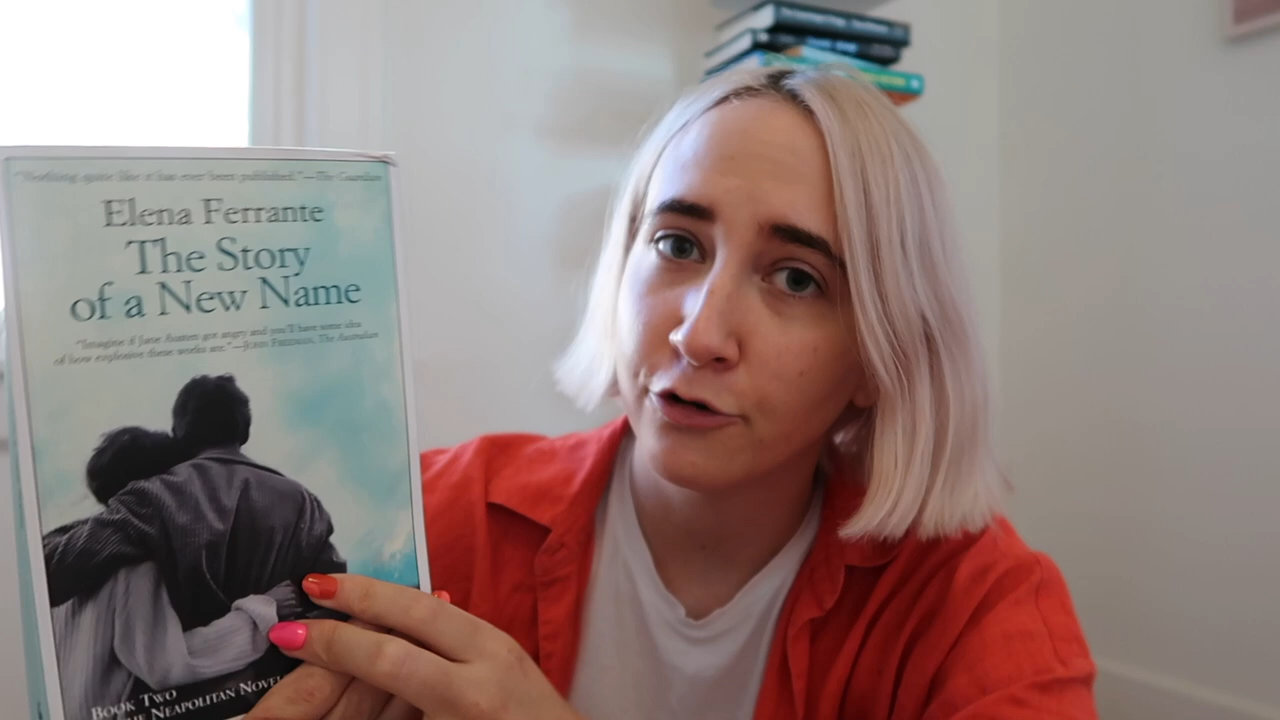 "Nothing quite like it has ever been published."—The Guardian
Elena Ferrante
The Story
of a New Name
"Imagine if Jane Austen got angry and you'll have some idea
of how explosive these works are."—John Freeman, The Australian
Book Two
Neapolitan Novel